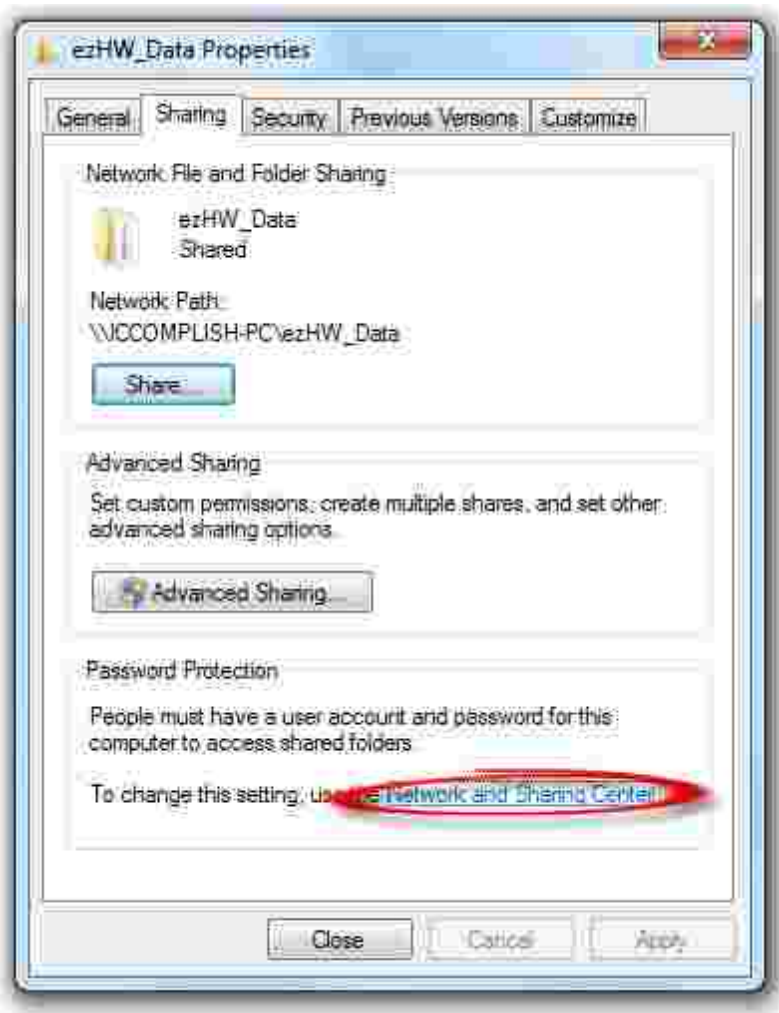 ezHW_Data Properties
General Sharing Security Previous Versions Customize
Network File and Folder Sharing
ezHW_Data
Shared
Network Path:
\\JCCOMPLISH-PC\ezHW_Data
Share...
Advanced Sharing
Set custom permissions, create multiple shares, and set other
advanced sharing options.
Advanced Sharing...
Password Protection
People must have a user account and password for this
computer to access shared folders.
To change this setting, use the Network and Sharing Center.
Close Cancel Apply